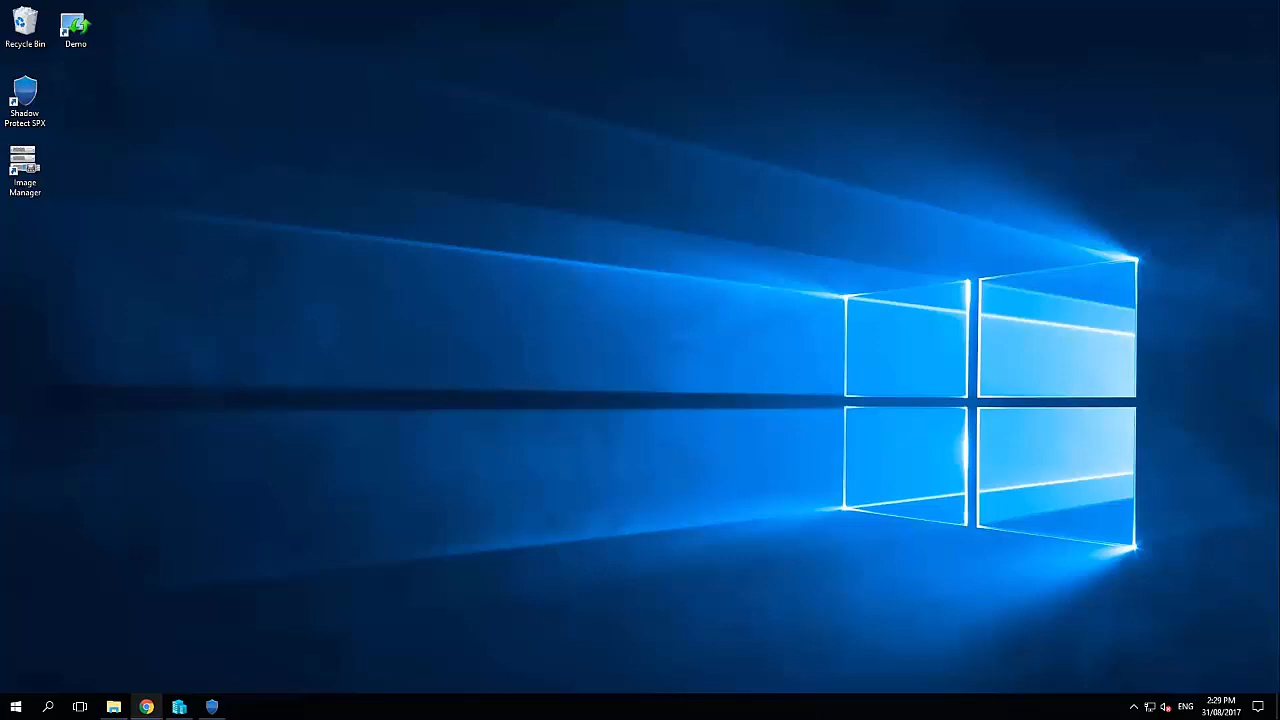 Recycle Bin
Demo
Shadow
Protect SPX
Image
Manager
ENG
2:29 PM
31/08/2017